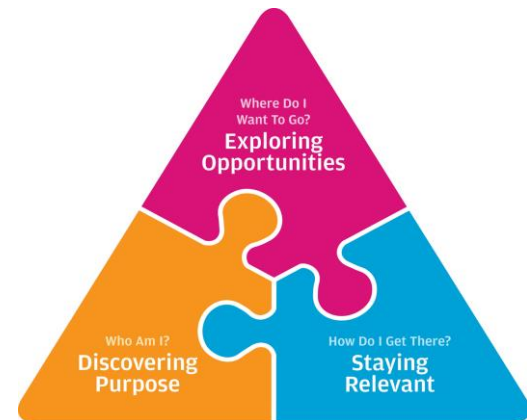 Where Do I
Want To Go?
Exploring
Opportunities
Who Am I?
Discovering
Purpose
How Do I Get There?
Staying
Relevant